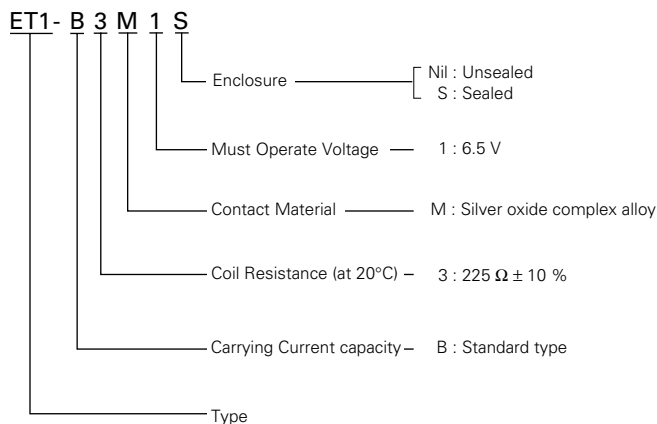 ET1- B 3 M 1 S
Enclosure Nil : Unsealed
S : Sealed
Must Operate Voltage 1 : 6.5 V
Contact Material M : Silver oxide complex alloy
Coil Resistance (at 20°C) 3 : 225 Ω ± 10 %
Carrying Current capacity B : Standard type
Type